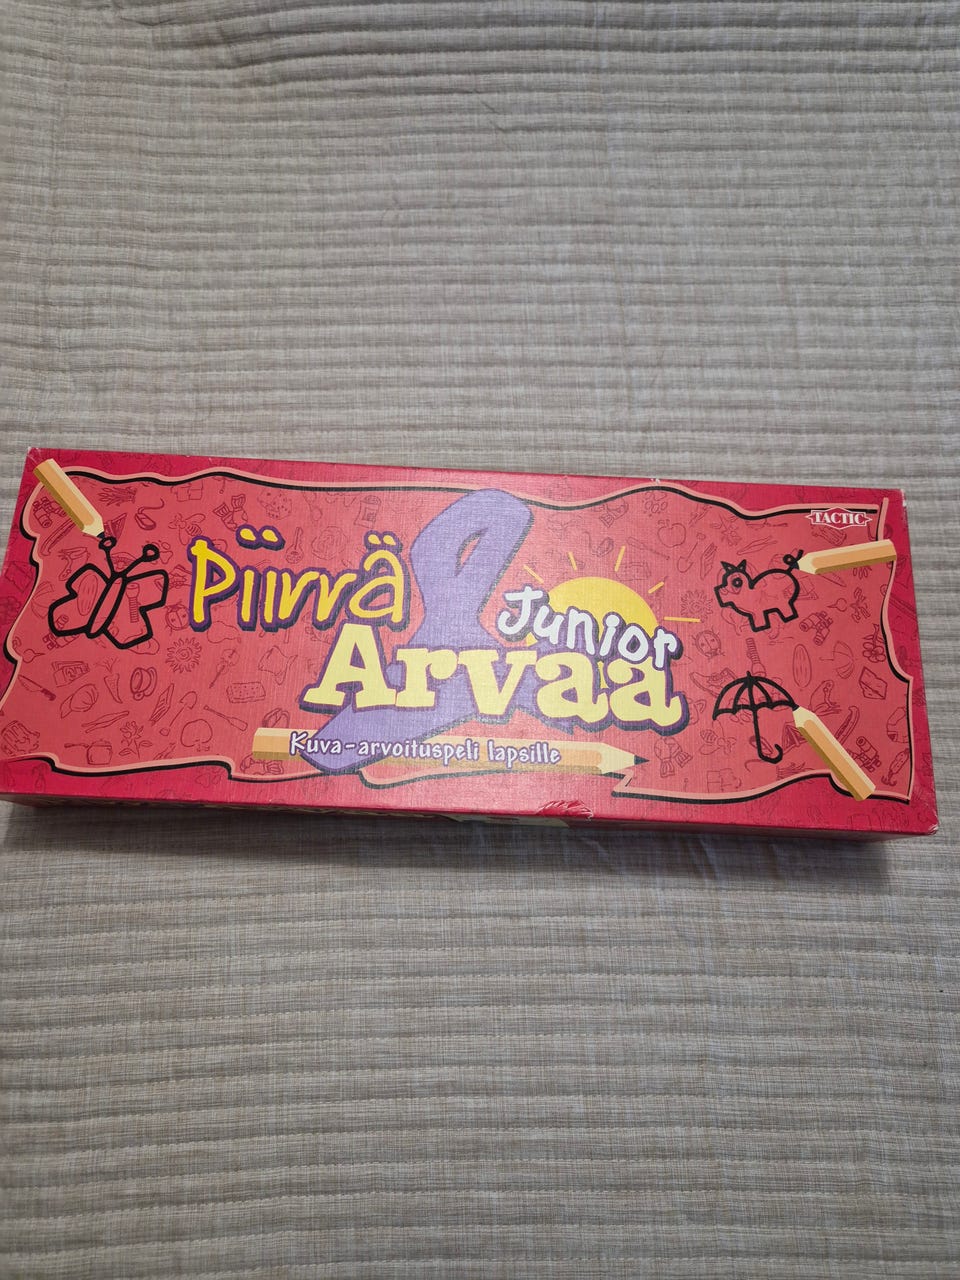 TACTIC
Piirrä &
Junior
Arvaa
Kuva-arvoituspeli lapsille